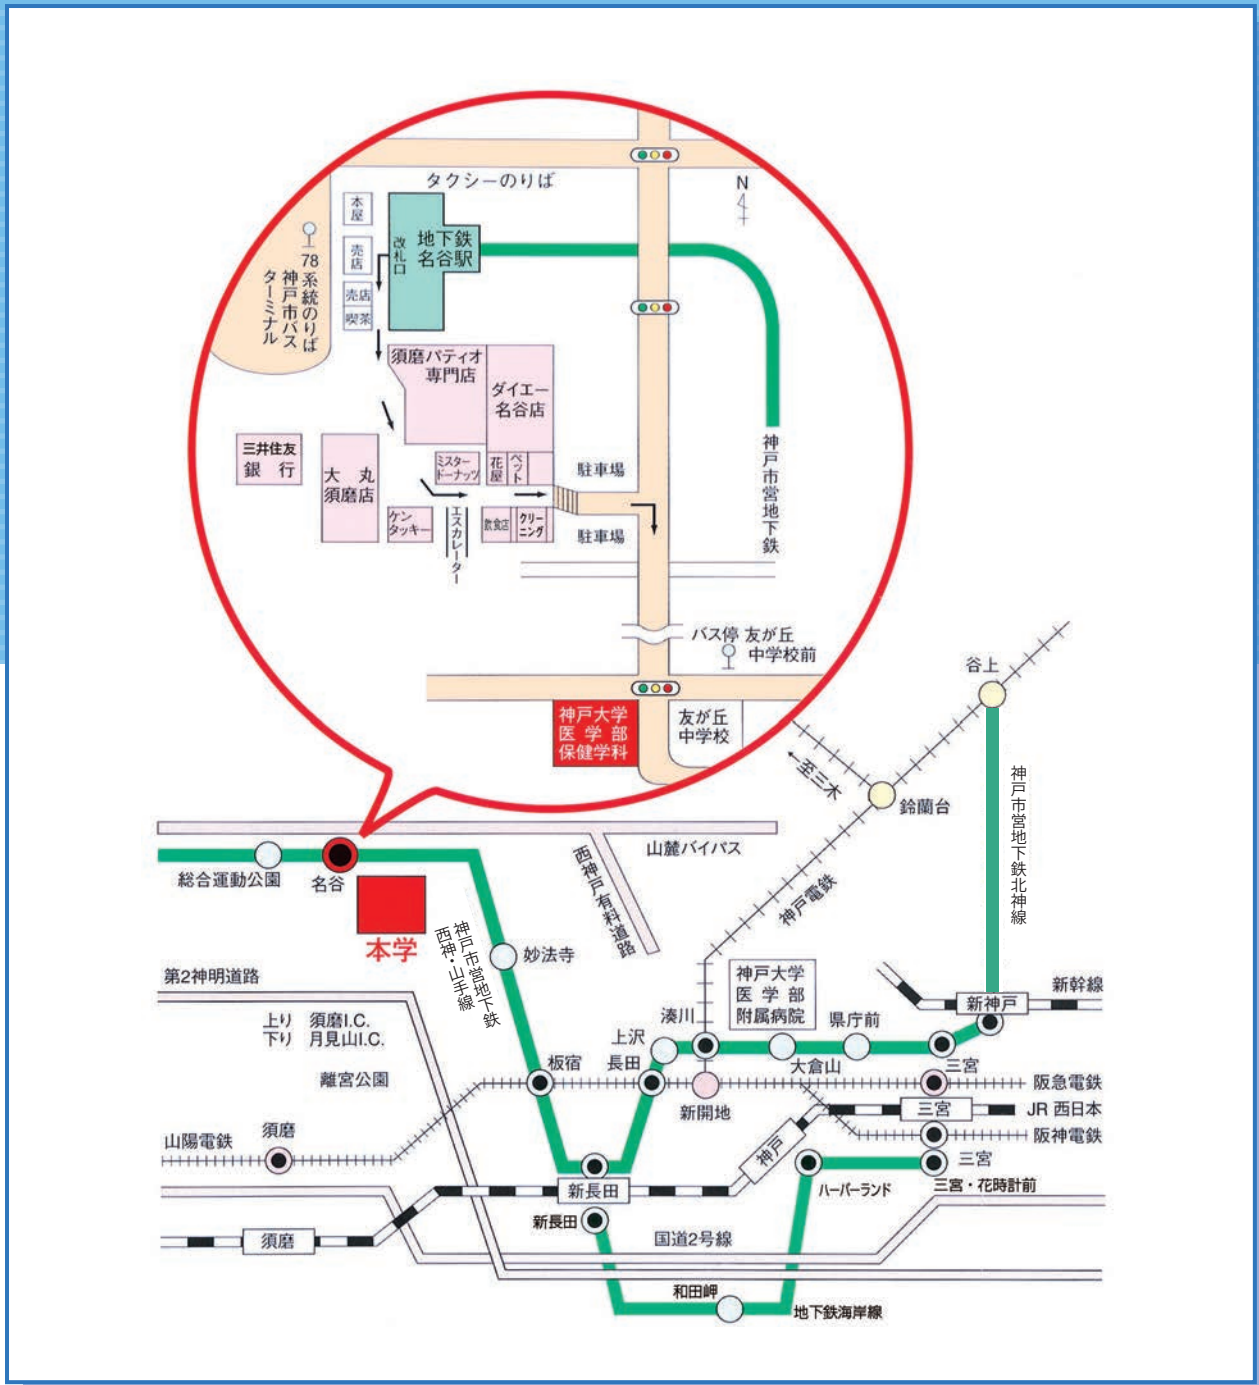 タクシーのりば
N
本屋
売店
売店
喫茶
改札口
地下鉄
名谷駅
78系統のりば
神戸市バス
ターミナル
須磨パティオ
専門店
ダイエー
名谷店
三井住友
銀 行
大 丸
須磨店
ミスター
ドーナッツ
花屋
ペット
駐車場
ケン
タッキー
エスカレーター
飲食店
クリー
ニング
駐車場
神戸市営地下鉄
バス停 友が丘
中学校前
神戸大学
医 学 部
保健学科
友が丘
中学校
谷上
←至三木
鈴蘭台
神戸市営地下鉄北神線
神戸電鉄
山麓バイパス
西神戸有料道路
総合運動公園
名谷
本学
神戸市営地下鉄
西神・山手線
妙法寺
第2神明道路
上り 須磨I.C.
下り 月見山I.C.
離宮公園
神戸大学
医 学 部
附属病院
新幹線
新神戸
湊川
県庁前
上沢
大倉山
三宮
板宿
長田
新開地
阪急電鉄
三宮
JR 西日本
阪神電鉄
山陽電鉄
須磨
神戸
三宮
ハーバーランド
三宮・花時計前
新長田
新長田
須磨
国道2号線
和田岬
地下鉄海岸線